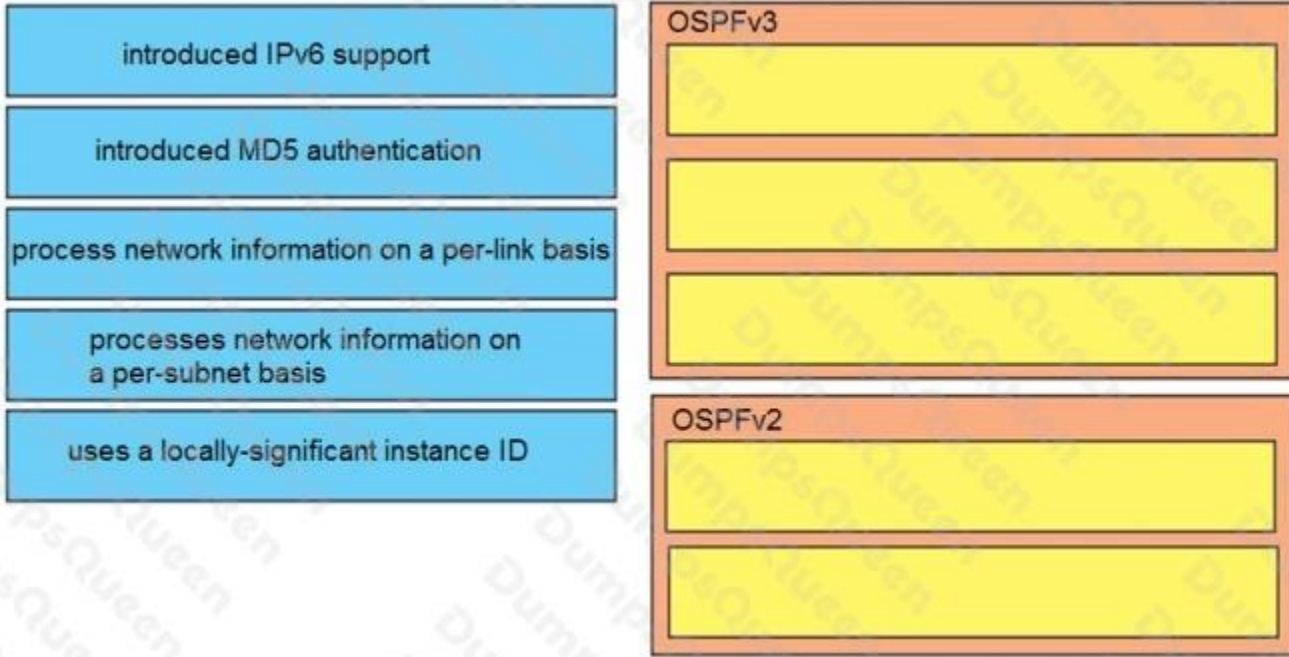 introduced IPv6 support
introduced MD5 authentication
process network information on a per-link basis
processes network information on
a per-subnet basis
uses a locally-significant instance ID
OSPFv3
OSPFv2
DumpsQueen